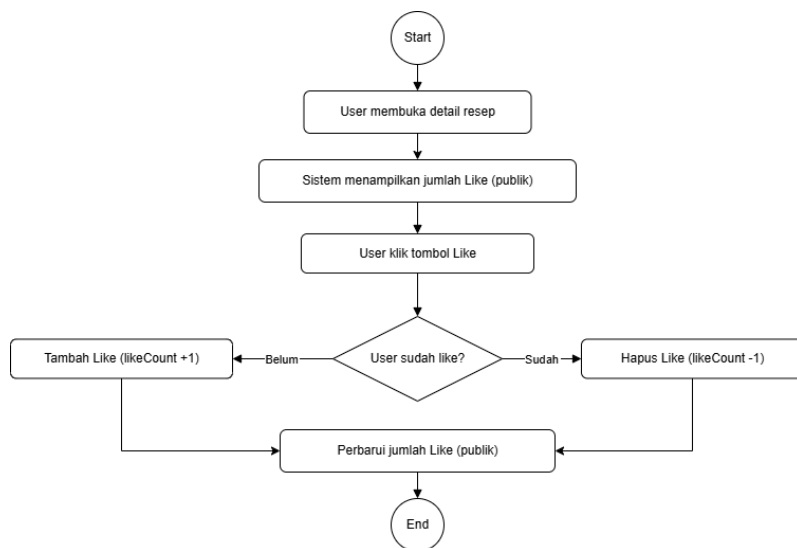 Start
User membuka detail resep
Sistem menampilkan jumlah Like (publik)
User klik tombol Like
Tambah Like (likeCount +1)
Belum
User sudah like?
Sudah
Hapus Like (likeCount -1)
Perbarui jumlah Like (publik)
End